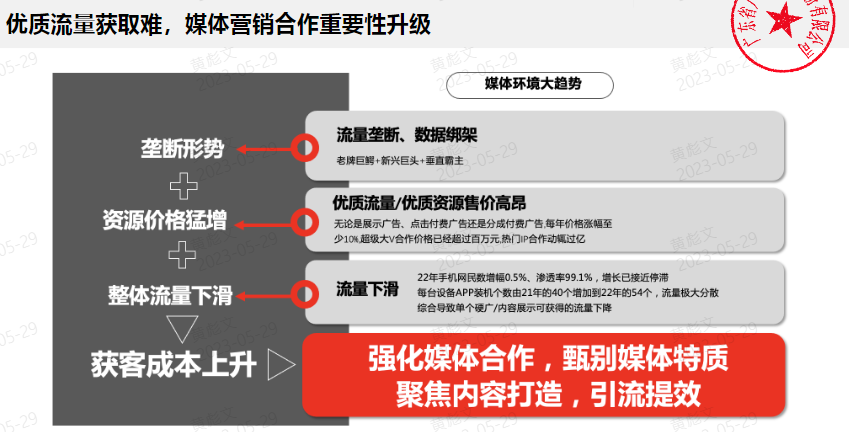 优质流量获取难，媒体营销合作重要性升级
媒体环境大趋势
垄断形势
流量垄断、数据绑架
老牌巨鳄+新兴巨头+垂直霸主
资源价格猛增
优质流量/优质资源售价高昂
无论是展示广告、点击付费广告还是分成付费广告,每年价格涨幅至
少10%,超级大V合作价格已经超过百万元,热门IP合作动辄过亿
整体流量下滑
流量下滑
22年手机网民数增幅0.5%、渗透率99.1%，增长已接近停滞
每台设备APP装机个数由21年的40个增加到22年的54个，流量极大分散
综合导致单个硬广/内容展示可获得的流量下降
获客成本上升
强化媒体合作，甄别媒体特质
聚焦内容打造，引流提效
黄彪文
2023-05-29